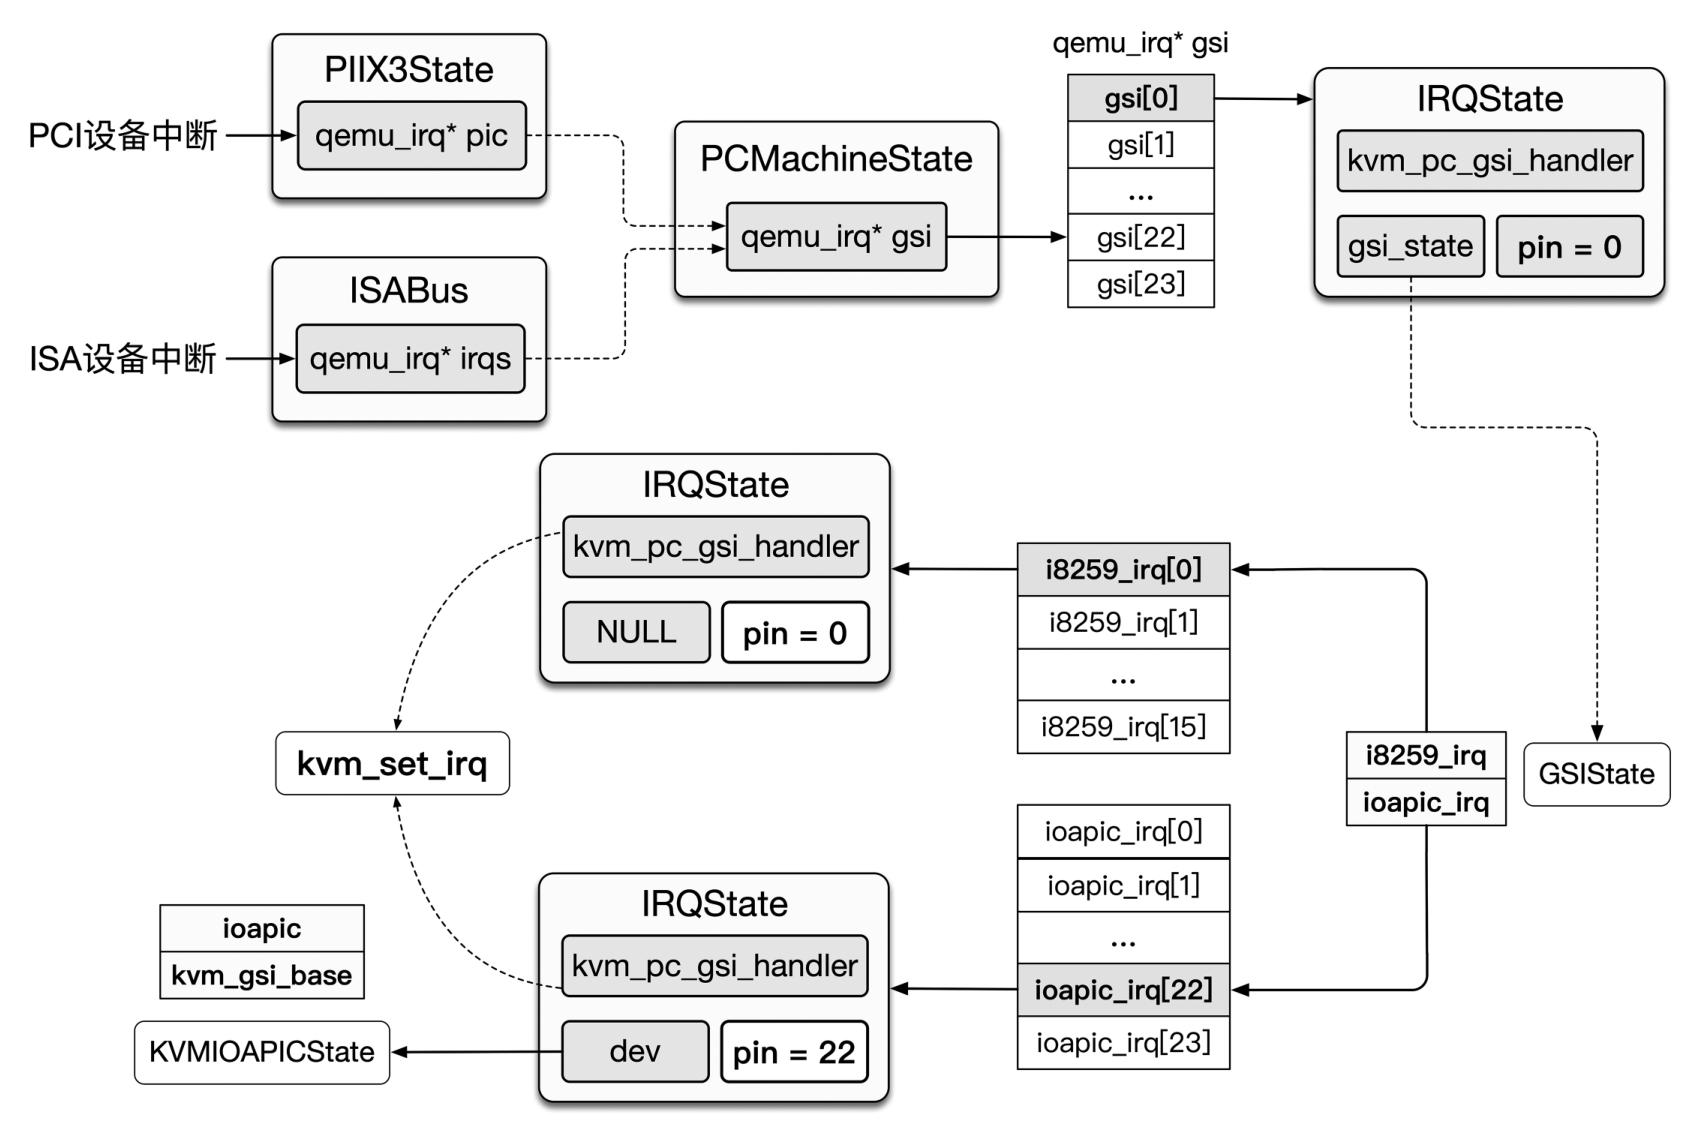 PIIX3State
PCI设备中断
qemu_irq* pic
ISABus
ISA设备中断
qemu_irq* irqs
PCMachineState
qemu_irq* gsi
qemu_irq* gsi
gsi[0]
gsi[1]
...
gsi[22]
gsi[23]
IRQState
kvm_pc_gsi_handler
gsi_state
pin = 0
IRQState
kvm_pc_gsi_handler
NULL
pin = 0
i8259_irq[0]
i8259_irq[1]
...
i8259_irq[15]
kvm_set_irq
i8259_irq
ioapic_irq
GSIState
ioapic_irq[0]
ioapic_irq[1]
...
ioapic_irq[22]
ioapic_irq[23]
IRQState
kvm_pc_gsi_handler
dev
pin = 22
ioapic
kvm_gsi_base
KVMIOAPICState